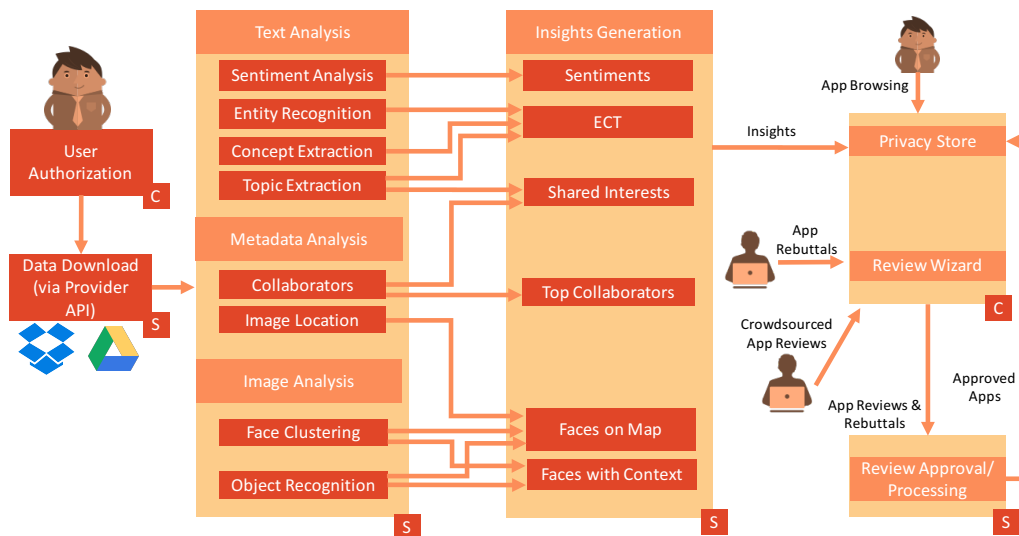 User
Authorization
C
Data Download
(via Provider
API)
S
Text Analysis
Sentiment Analysis
Entity Recognition
Concept Extraction
Topic Extraction
Metadata Analysis
Collaborators
Image Location
Image Analysis
Face Clustering
Object Recognition
S
Insights Generation
Sentiments
ECT
Shared Interests
Top Collaborators
Faces on Map
Faces with Context
S
Insights
App Browsing
Privacy Store
App
Rebuttals
Review Wizard
C
Crowdsourced
App Reviews
App Reviews &
Rebuttals
Approved
Apps
Review Approval/
Processing
S